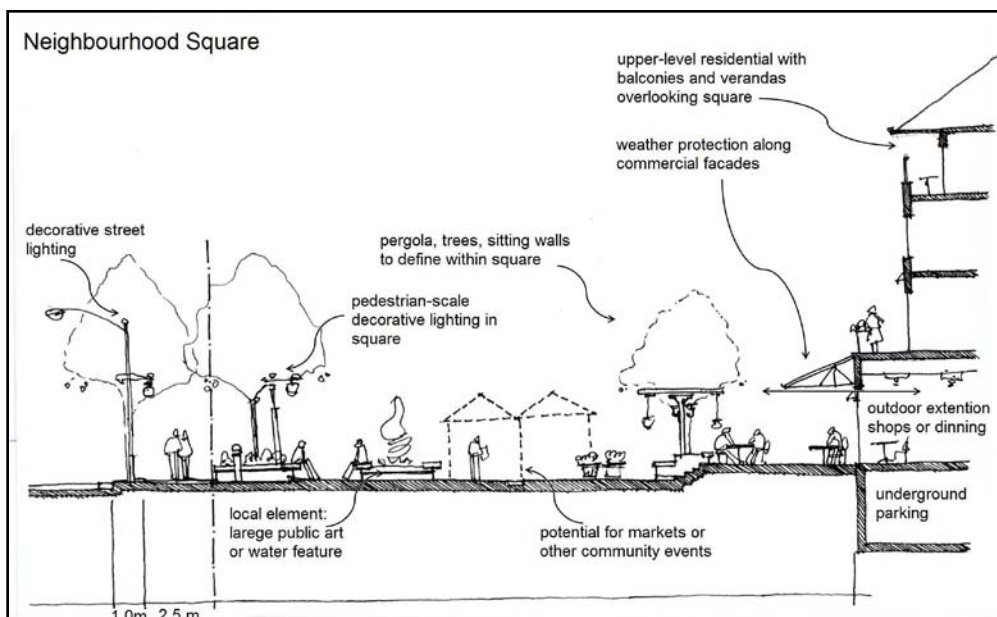 Neighbourhood Square
upper-level residential with
balconies and verandas
overlooking square
weather protection along
commercial facades
decorative street
lighting
pergola, trees, sitting walls
to define within square
pedestrian-scale
decorative lighting in
square
outdoor extention
shops or dinning
underground
parking
local element:
larege public art
or water feature
potential for markets or
other community events
1.0m 2.5 m